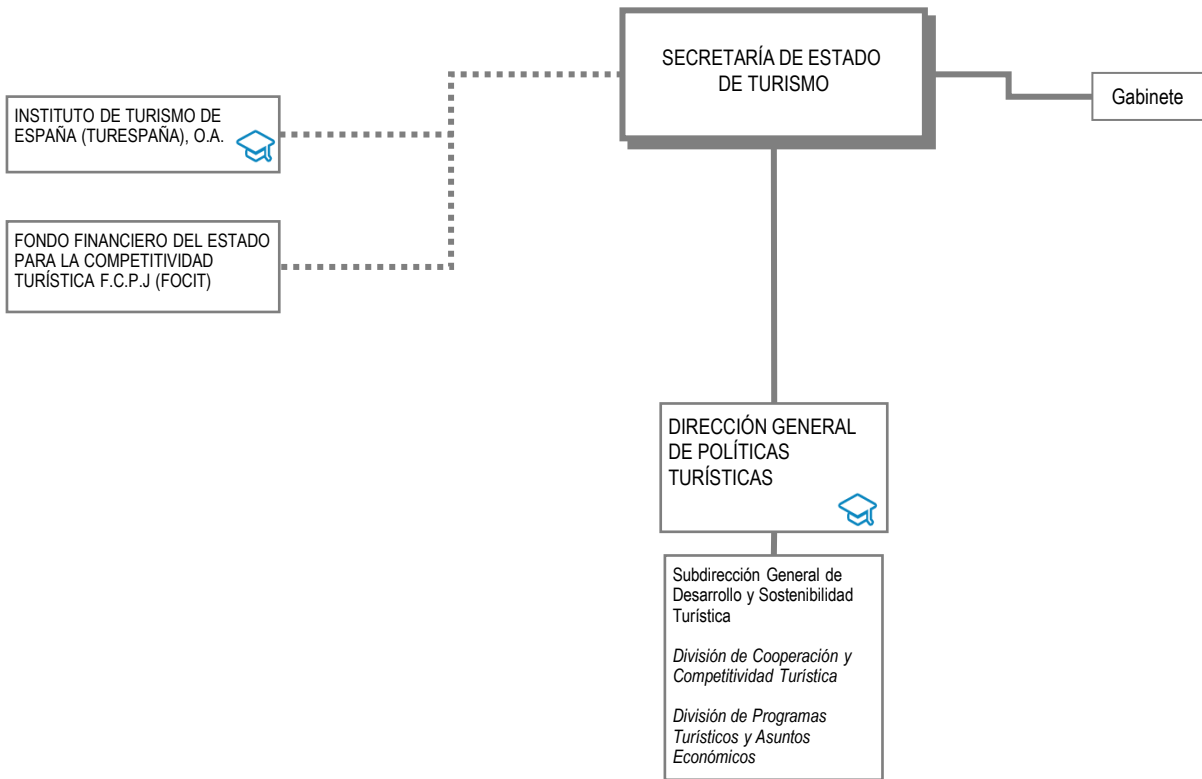 SECRETARÍA DE ESTADO
DE TURISMO
Gabinete
INSTITUTO DE TURISMO DE
ESPAÑA (TURESPAÑA), O.A.
FONDO FINANCIERO DEL ESTADO
PARA LA COMPETITIVIDAD
TURÍSTICA F.C.P.J (FOCIT)
DIRECCIÓN GENERAL
DE POLÍTICAS
TURÍSTICAS
Subdirección General de
Desarrollo y Sostenibilidad
Turística
División de Cooperación y
Competitividad Turística
División de Programas
Turísticos y Asuntos
Económicos